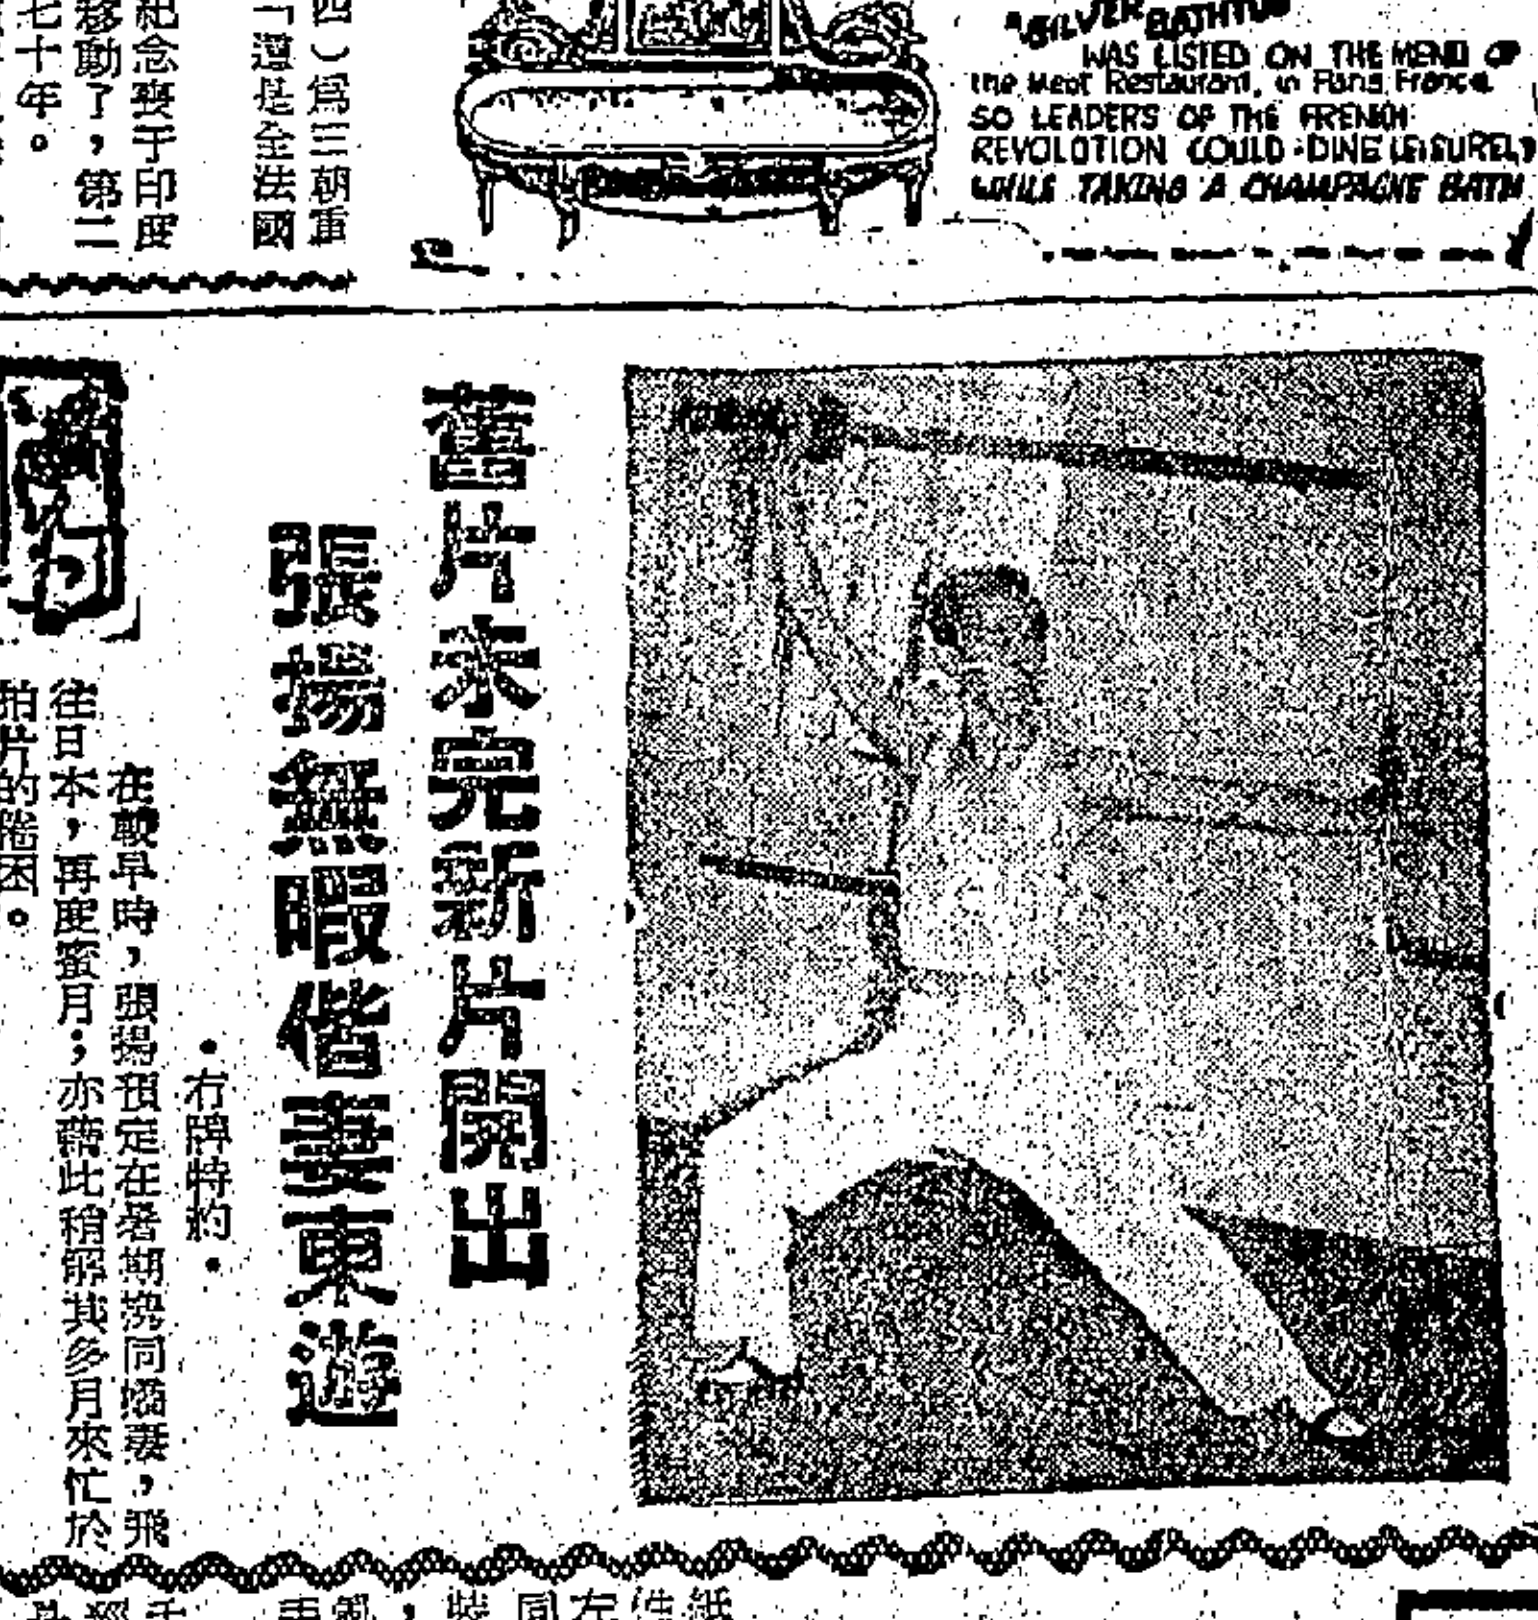 "SILVER BATHTUB
WAS LISTED ON THE MENU OF
the Meot Restaurant, in Paris, France
SO LEADERS OF THE FRENCH
REVOLUTION COULD DINE LEISURELY
WHILE TAKING A CHAMPAGNE BATH
四）爲三朝重
「還是全法國
紀念喪于印度
移動了，第二
七十年。
舊片未完新片開出
張揚無暇偕妻東遊
·冇牌特約·
在較早時，張揚預定在暑期挽同嬌妻，飛
往日本，再度蜜月；亦藉此稍解其多月來忙於
拍片的倦困。